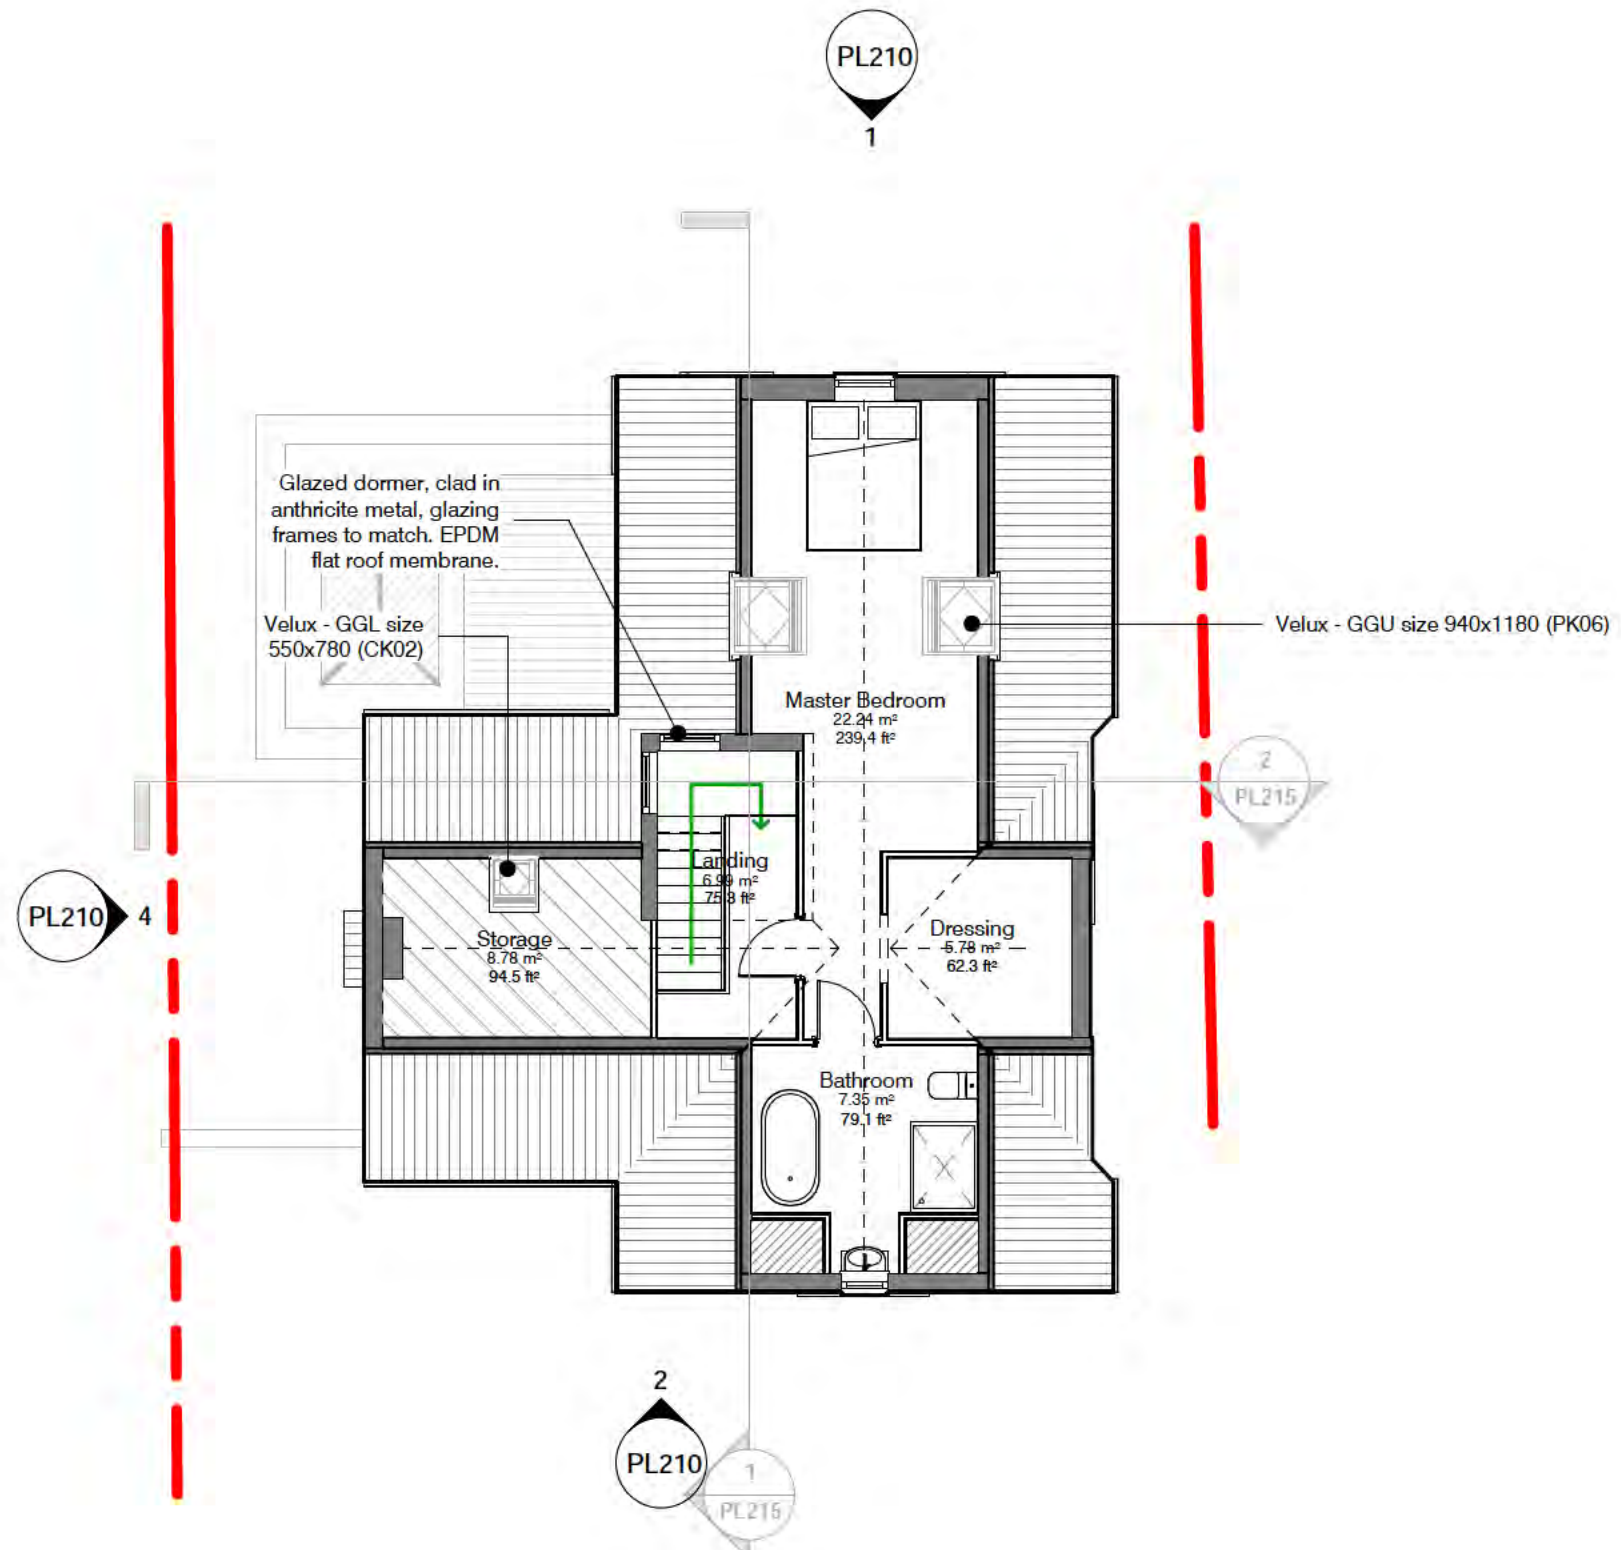 PL210
1
Glazed dormer, clad in
anthricite metal, glazing
frames to match. EPDM
flat roof membrane.
Velux - GGL size
550x780 (CK02)
Velux - GGU size 940x1180 (PK06)
Master Bedroom
22.24 m²
239.4 ft²
2
PL215
Landing
6.99 m²
75.3 ft²
PL210
4
Storage
8.78 m²
94.5 ft²
Dressing
5.78 m²
62.3 ft²
Bathroom
7.35 m²
79.1 ft²
2
PL210
1
PL215